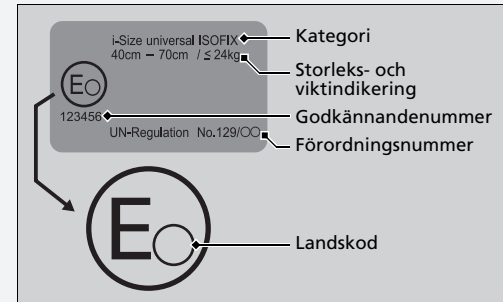 i-Size universal ISOFIX
40cm – 70cm / ≤ 24kg
E
123456
UN-Regulation No.129/○○
Kategori
Storleks- och
viktindikering
Godkännandenummer
Förordningsnummer
E
Landskod